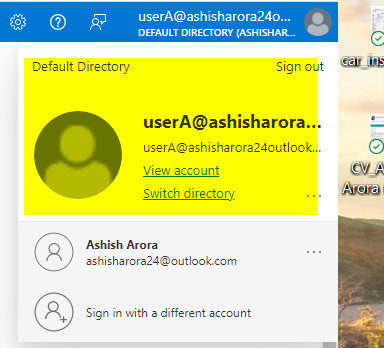 userA@ashisharora24o...
DEFAULT DIRECTORY (ASHISHAR...
Default Directory
Sign out
userA@ashisharora...
userA@ashisharora24outlook...
View account
Switch directory
...
Ashish Arora
ashisharora24@outlook.com
...
Sign in with a different account
car_ins
CV_A
Arora